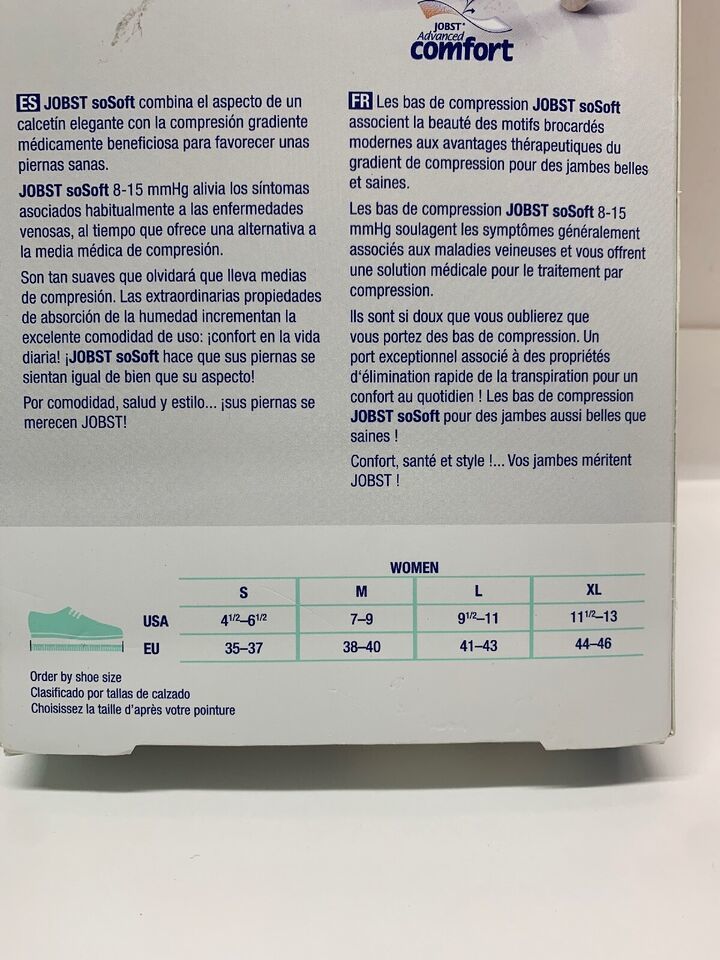 JOBST®
Advanced
comfort
ES JOBST soSoft combina el aspecto de un
calcetín elegante con la compresión gradiente
médicamente beneficiosa para favorecer unas
piernas sanas.
JOBST soSoft 8-15 mmHg alivia los síntomas
asociados habitualmente a las enfermedades
venosas, al tiempo que ofrece una alternativa a
la media médica de compresión.
Son tan suaves que olvidará que lleva medias
de compresión. Las extraordinarias propiedades
de absorción de la humedad incrementan la
excelente comodidad de uso: ¡confort en la vida
diaria! ¡JOBST soSoft hace que sus piernas se
sientan igual de bien que su aspecto!
Por comodidad, salud y estilo... ¡sus piernas se
merecen JOBST!
FR Les bas de compression JOBST soSoft
associent la beauté des motifs brocardés
modernes aux avantages thérapeutiques du
gradient de compression pour des jambes belles
et saines.
Les bas de compression JOBST soSoft 8-15
mmHg soulagent les symptômes généralement
associés aux maladies veineuses et vous offrent
une solution médicale pour le traitement par
compression.
Ils sont si doux que vous oublierez que
vous portez des bas de compression. Un
port exceptionnel associé à des propriétés
d'élimination rapide de la transpiration pour un
confort au quotidien ! Les bas de compression
JOBST soSoft pour des jambes aussi belles que
saines !
Confort, santé et style !... Vos jambes méritent
JOBST !
WOMEN
S M L XL
USA 4 1/2–6 1/2 7–9 9 1/2–11 11 1/2–13
EU 35–37 38–40 41–43 44–46
Order by shoe size
Clasificado por tallas de calzado
Choisissez la taille d'après votre pointure